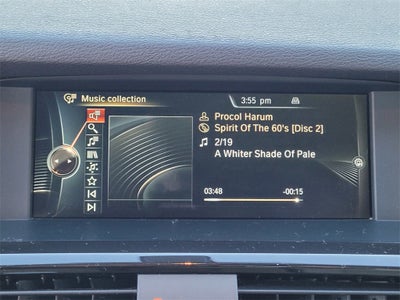 Music collection
3:55 pm
Procol Harum
Spirit Of The 60's [Disc 2]
2/19
A Whiter Shade Of Pale
03:48
-00:15